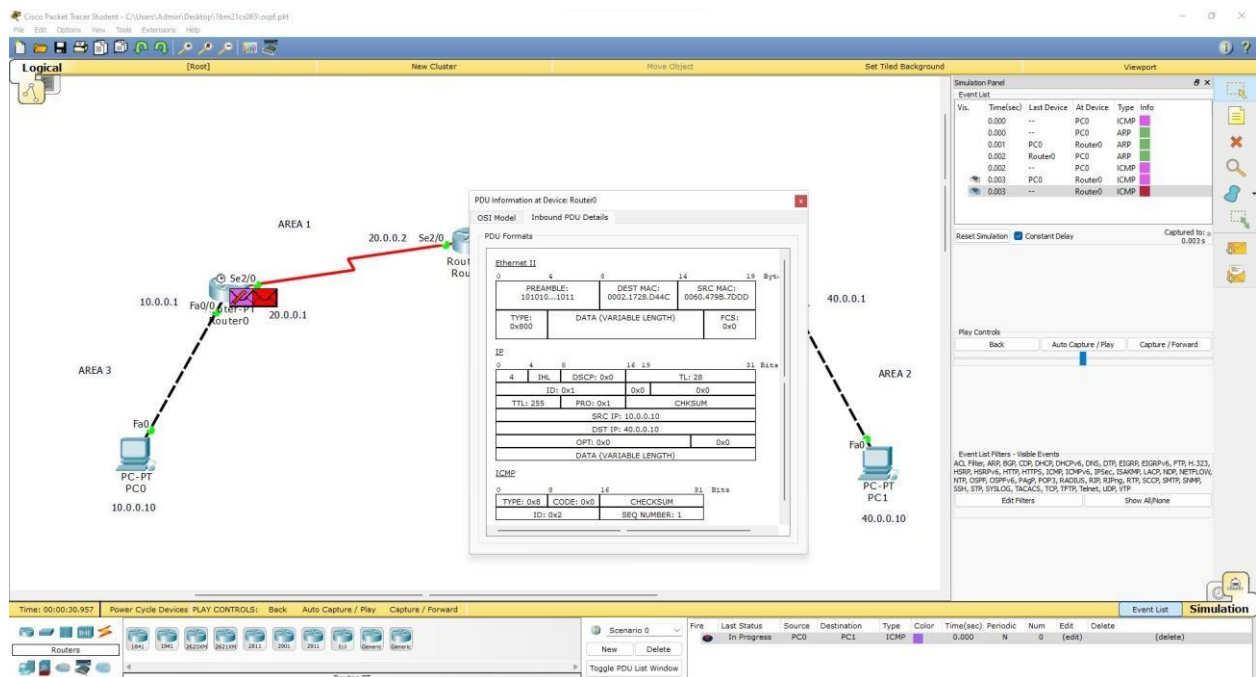 Cisco Packet Tracer Student - C:\Users\Admin\Desktop\1bm21cs065\ospf.pkt
File Edit Options View Tools Extensions Help
Logical [Root] New Cluster Move Object Set Tiled Background Viewport
AREA 1
20.0.0.2 Se2/0
Rout
Rou
Se2/0
10.0.0.1 Fa0/0
uter-PT
Router0
20.0.0.1
AREA 3
Fa0
PC-PT
PC0
10.0.0.10
40.0.0.1
AREA 2
Fa0
PC-PT
PC1
40.0.0.10
PDU Information at Device: Router0
OSI Model Inbound PDU Details
PDU Formats
Ethernet II
0 4 8 14 19 Byte
PREAMBLE: 101010...1011
DEST MAC: 0002.1728.D44C
SRC MAC: 0060.479B.7DDD
TYPE: 0x800
DATA (VARIABLE LENGTH)
FCS: 0x0
IP
0 4 8 16 19 31 Bits
4 IHL DSCP: 0x0 TL: 28
ID: 0x1 0x0 0x0
TTL: 255 PRO: 0x1 CHKSUM
SRC IP: 10.0.0.10
DST IP: 40.0.0.10
OPT: 0x0 0x0
DATA (VARIABLE LENGTH)
ICMP
0 8 16 31 Bits
TYPE: 0x8 CODE: 0x0 CHECKSUM
ID: 0x2 SEQ NUMBER: 1
Simulation Panel
Event List
Vis. Time(sec) Last Device At Device Type Info
0.000 -- PC0 ICMP
0.000 -- PC0 ARP
0.001 PC0 Router0 ARP
0.002 Router0 PC0 ARP
0.002 -- PC0 ICMP
0.003 PC0 Router0 ICMP
0.003 -- Router0 ICMP
Reset Simulation Constant Delay Captured to:
0.003 s
Play Controls
Back Auto Capture / Play Capture / Forward
Event List Filters - Visible Events
ACL Filter, ARP, BGP, CDP, DHCP, DHCPv6, DNS, DTP, EIGRP, EIGRPv6, FTP, H.323,
HSRP, HSRPv6, HTTP, HTTPS, ICMP, ICMPv6, IPSec, ISAKMP, LACP, NDP, NETFLOW,
NTP, OSPF, OSPFv6, PAgP, POP3, RADIUS, RIP, RIPng, RTP, SCCP, SMTP, SNMP,
SSH, STP, SYSLOG, TACACS, TCP, TFTP, Telnet, UDP, VTP
Edit Filters Show All/None
Time: 00:00:30.957 Power Cycle Devices PLAY CONTROLS: Back Auto Capture / Play Capture / Forward
Event List Simulation
Routers
1841 1941 2620XM 2621XM 2811 2901 2911 819 Generic Generic
Scenario 0
New Delete
Toggle PDU List Window
Fire Last Status Source Destination Type Color Time(sec) Periodic Num Edit Delete
In Progress PC0 PC1 ICMP 0.000 N 0 (edit) (delete)